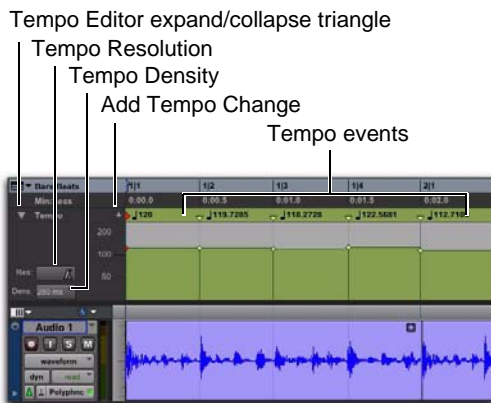 Tempo Editor expand/collapse triangle
Tempo Resolution
Tempo Density
Add Tempo Change
Tempo events
Bars:Beats 1|1 1|2 1|3 1|4 2|1
Min:Secs 0:00.0 0:00.5 0:01.0 0:01.5 0:02.0
Tempo + 120 119.7285 118.2728 122.5681 112.710
200
100
Res:
50
Dens: 250 ms
Audio 1
I S M
waveform
dyn read
Polyphnc